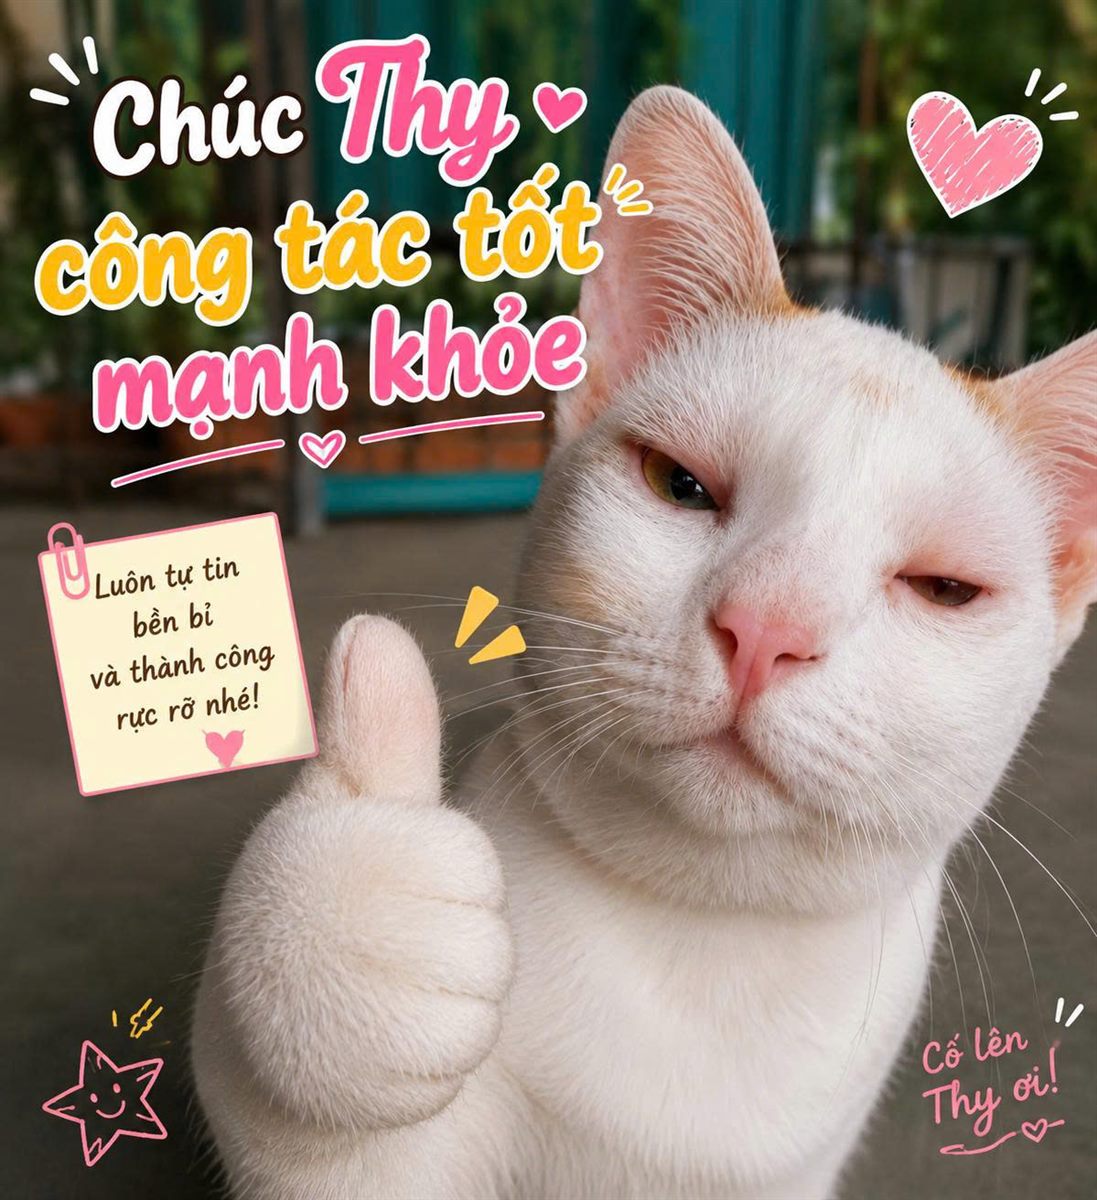 Chúc Thy
công tác tốt
mạnh khỏe
Luôn tự tin
bền bỉ
và thành công
rực rỡ nhé!
Cố lên
Thy ơi!